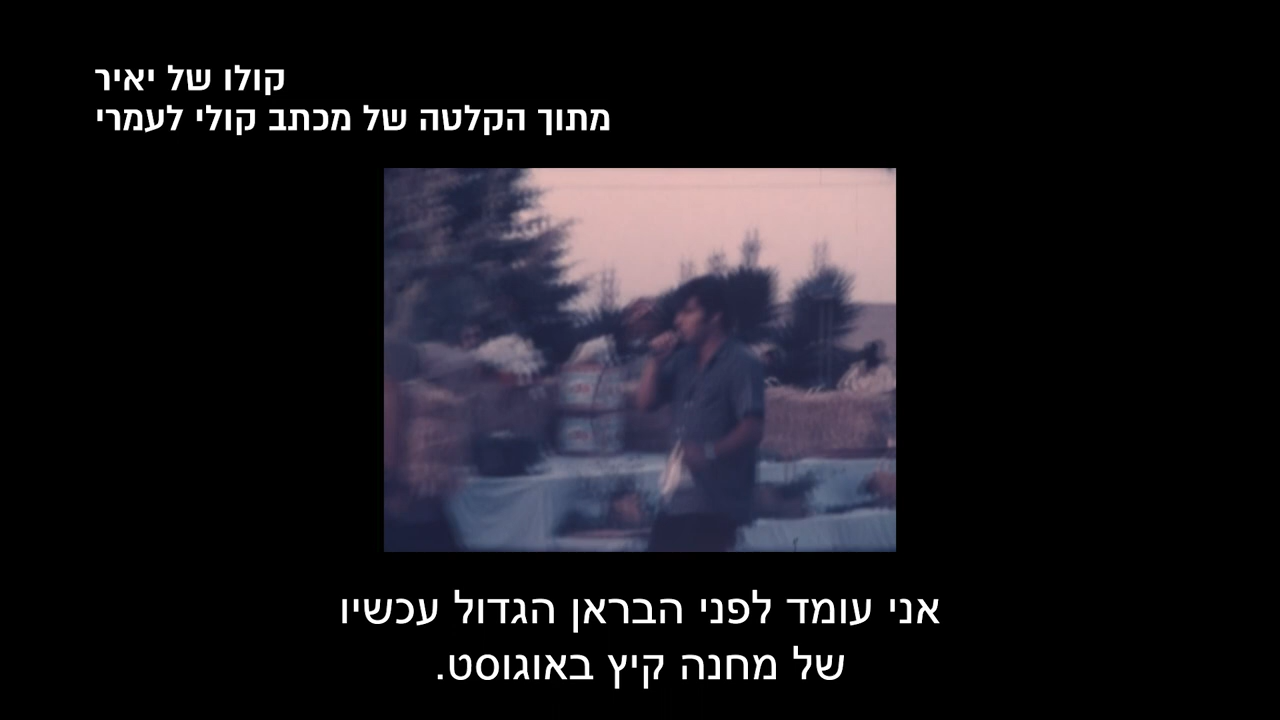 קולו של יאיר
מתוך הקלטה של מכתב קולי לעמרי
אני עומד לפני הבראן הגדול עכשיו
של מחנה קיץ באוגוסט.